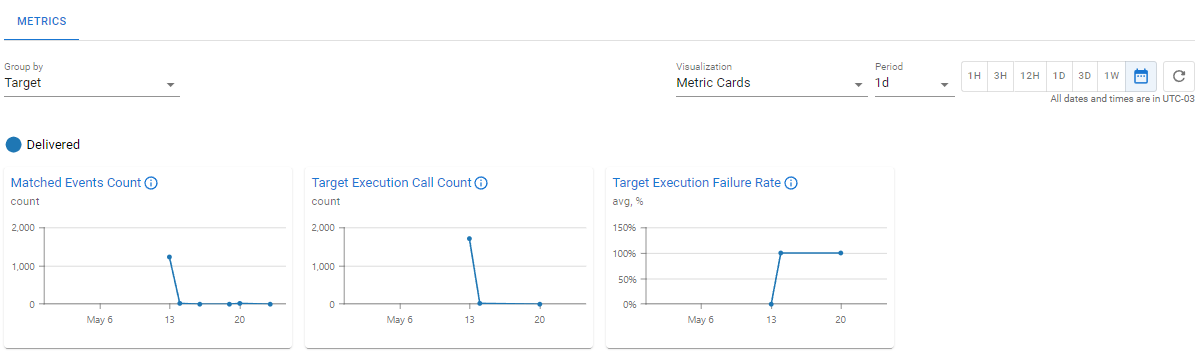 METRICS
Group by
Target
Visualization
Metric Cards
Period
1d
1H 3H 12H 1D 3D 1W
All dates and times are in UTC-03
Delivered
Matched Events Count
count
2,000
1,000
0
May 6 13 20
Target Execution Call Count
count
2,000
1,000
0
May 6 13 20
Target Execution Failure Rate
avg, %
150%
100%
50%
0%
May 6 13 20